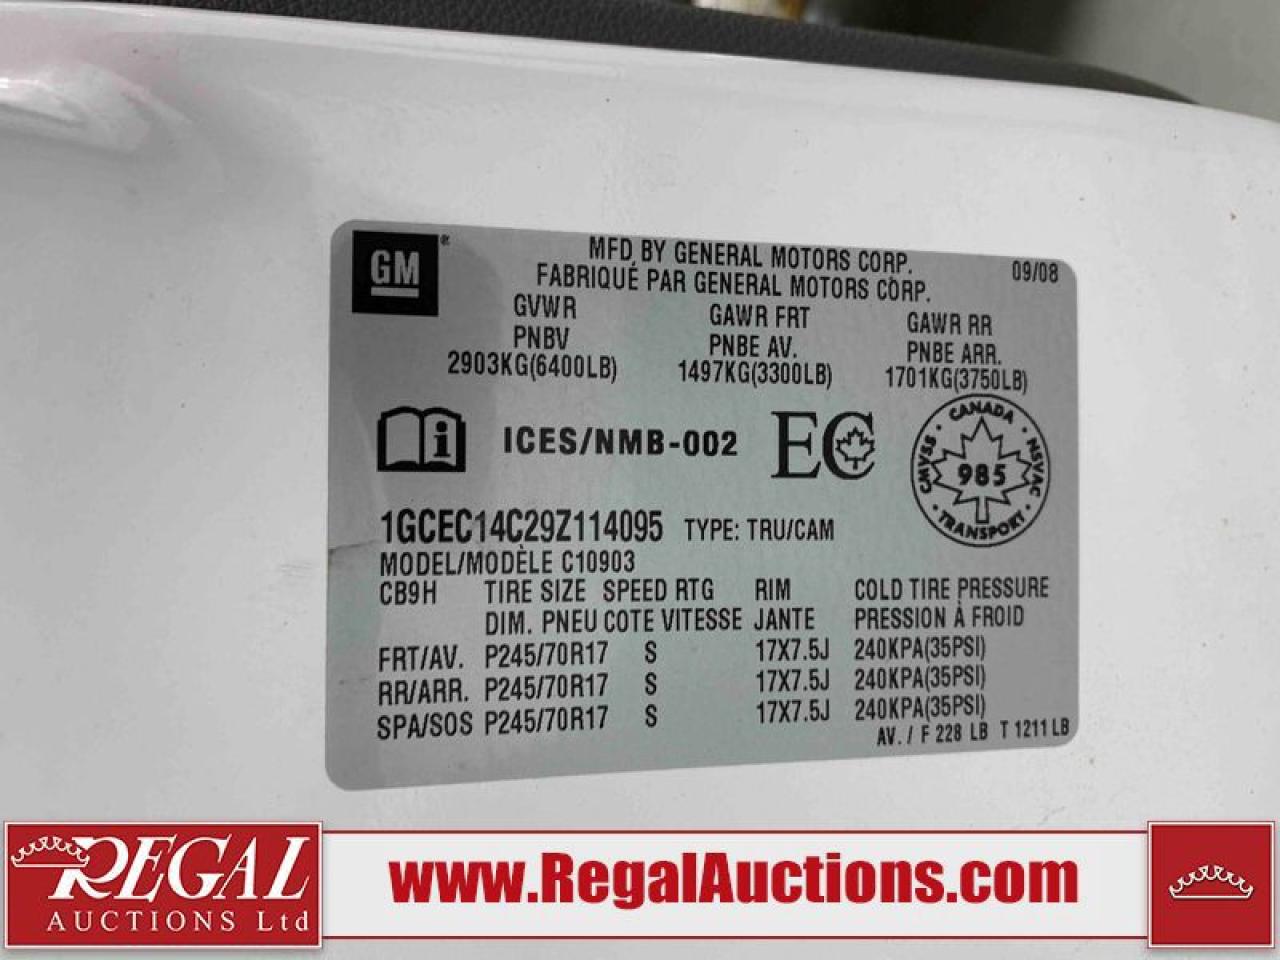 GM
MFD BY GENERAL MOTORS CORP.
FABRIQUÉ PAR GENERAL MOTORS CORP.
09/08
GVWR GAWR FRT GAWR RR
PNBV PNBE AV. PNBE ARR.
2903KG(6400LB) 1497KG(3300LB) 1701KG(3750LB)
i ICES/NMB-002 EC
CANADA
CMVSS 985 NSVAC
TRANSPORT
1GCEC14C29Z114095 TYPE: TRU/CAM
MODEL/MODÈLE C10903
CB9H TIRE SIZE SPEED RTG RIM COLD TIRE PRESSURE
DIM. PNEU COTE VITESSE JANTE PRESSION À FROID
FRT/AV. P245/70R17 S 17X7.5J 240KPA(35PSI)
RR/ARR. P245/70R17 S 17X7.5J 240KPA(35PSI)
SPA/SOS P245/70R17 S 17X7.5J 240KPA(35PSI)
AV. / F 228 LB T 1211 LB
REGAL
AUCTIONS Ltd
www.RegalAuctions.com